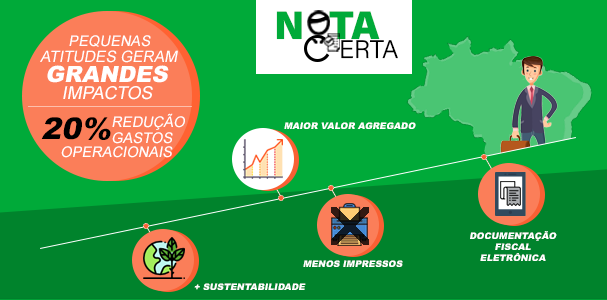 PEQUENAS
ATITUDES GERAM
GRANDES
IMPACTOS
20% REDUÇÃO
GASTOS
OPERACIONAIS
NOTA
CERTA
MAIOR VALOR AGREGADO
+ SUSTENTABILIDADE
MENOS IMPRESSOS
DOCUMENTAÇÃO
FISCAL
ELETRÔNICA